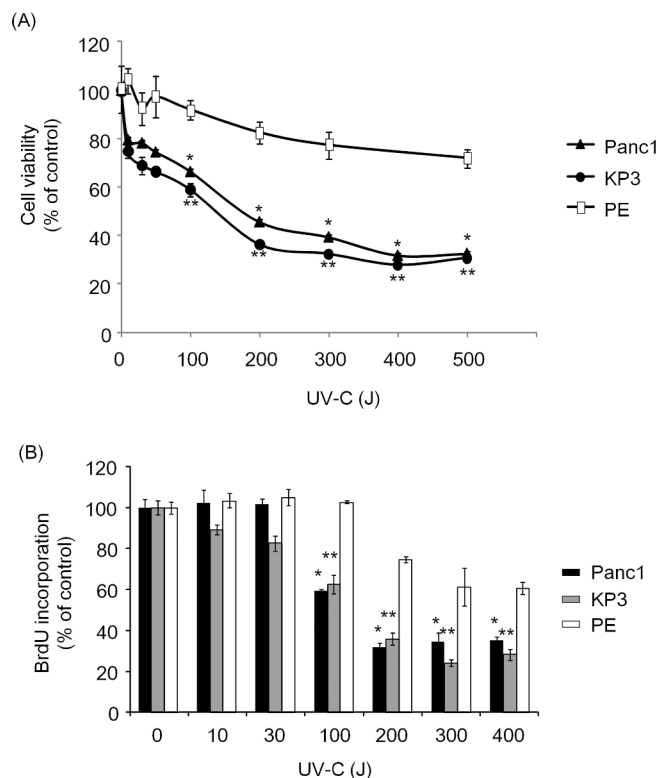 (A)
120
100
80
60
40
20
0
Cell viability
(% of control)
* * * * *
** ** ** ** **
0 100 200 300 400 500
UV-C (J)
Panc1
KP3
PE
(B)
120
100
80
60
40
20
0
BrdU incorporation
(% of control)
* ** * ** * ** * **
0 10 30 100 200 300 400
UV-C (J)
Panc1
KP3
PE